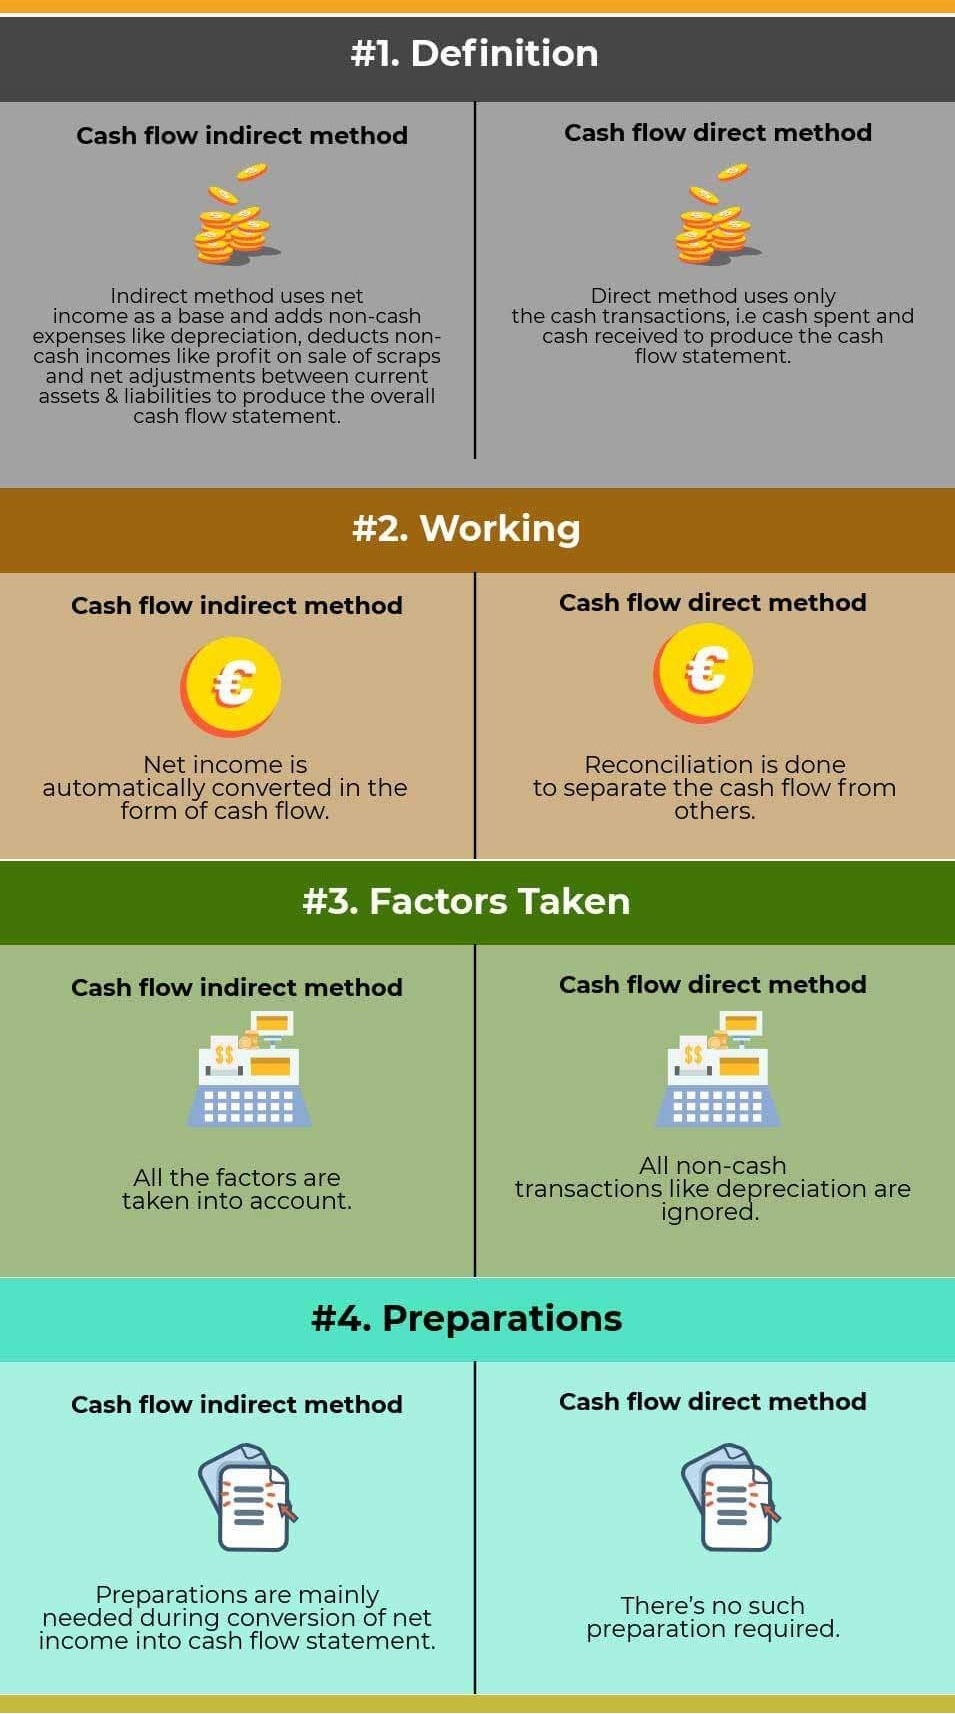 #1. Definition
Cash flow indirect method
Indirect method uses net
income as a base and adds non-cash
expenses like depreciation, deducts non-
cash incomes like profit on sale of scraps
and net adjustments between current
assets & liabilities to produce the overall
cash flow statement.
Cash flow direct method
Direct method uses only
the cash transactions, i.e cash spent and
cash received to produce the cash
flow statement.
#2. Working
Cash flow indirect method
€
Net income is
automatically converted in the
form of cash flow.
Cash flow direct method
€
Reconciliation is done
to separate the cash flow from
others.
#3. Factors Taken
Cash flow indirect method
$$
All the factors are
taken into account.
Cash flow direct method
$$
All non-cash
transactions like depreciation are
ignored.
#4. Preparations
Cash flow indirect method
Preparations are mainly
needed during conversion of net
income into cash flow statement.
Cash flow direct method
There's no such
preparation required.